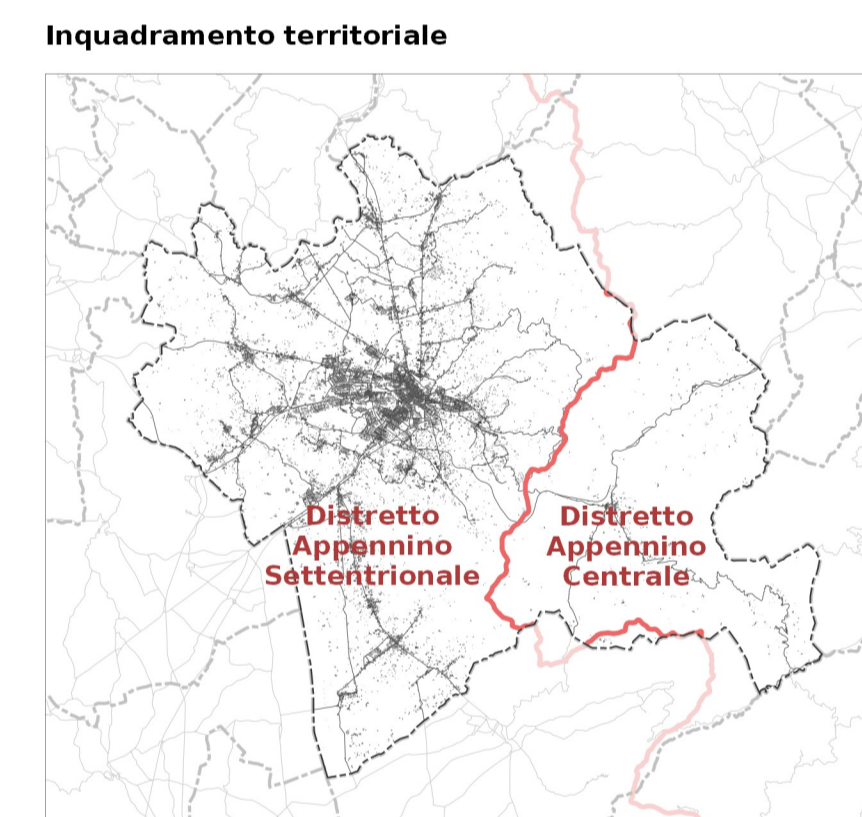 Inquadramento territoriale
Distretto
Appennino
Settentrionale
Distretto
Appennino
Centrale